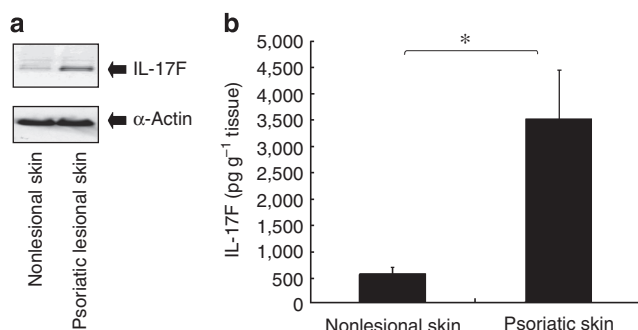 a
IL-17F
α-Actin
Nonlesional skin
Psoriatic lesional skin
b
IL-17F (pg g⁻¹ tissue)
5,000
4,500
4,000
3,500
3,000
2,500
2,000
1,500
1,000
500
0
*
Nonlesional skin
Psoriatic skin